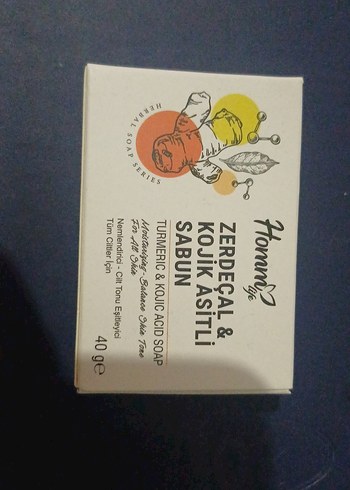 HERBAL SOAP SERIES
Homm
life
ZERDEÇAL &
KOJİK ASİTLİ
SABUN
TURMERIC & KOJIC ACID SOAP
Moisturizing - Balance Skin Tone
For All Skin
Nemlendirici - Cilt Tonu Eşitleyici
Tüm Ciltler İçin
40 g℮